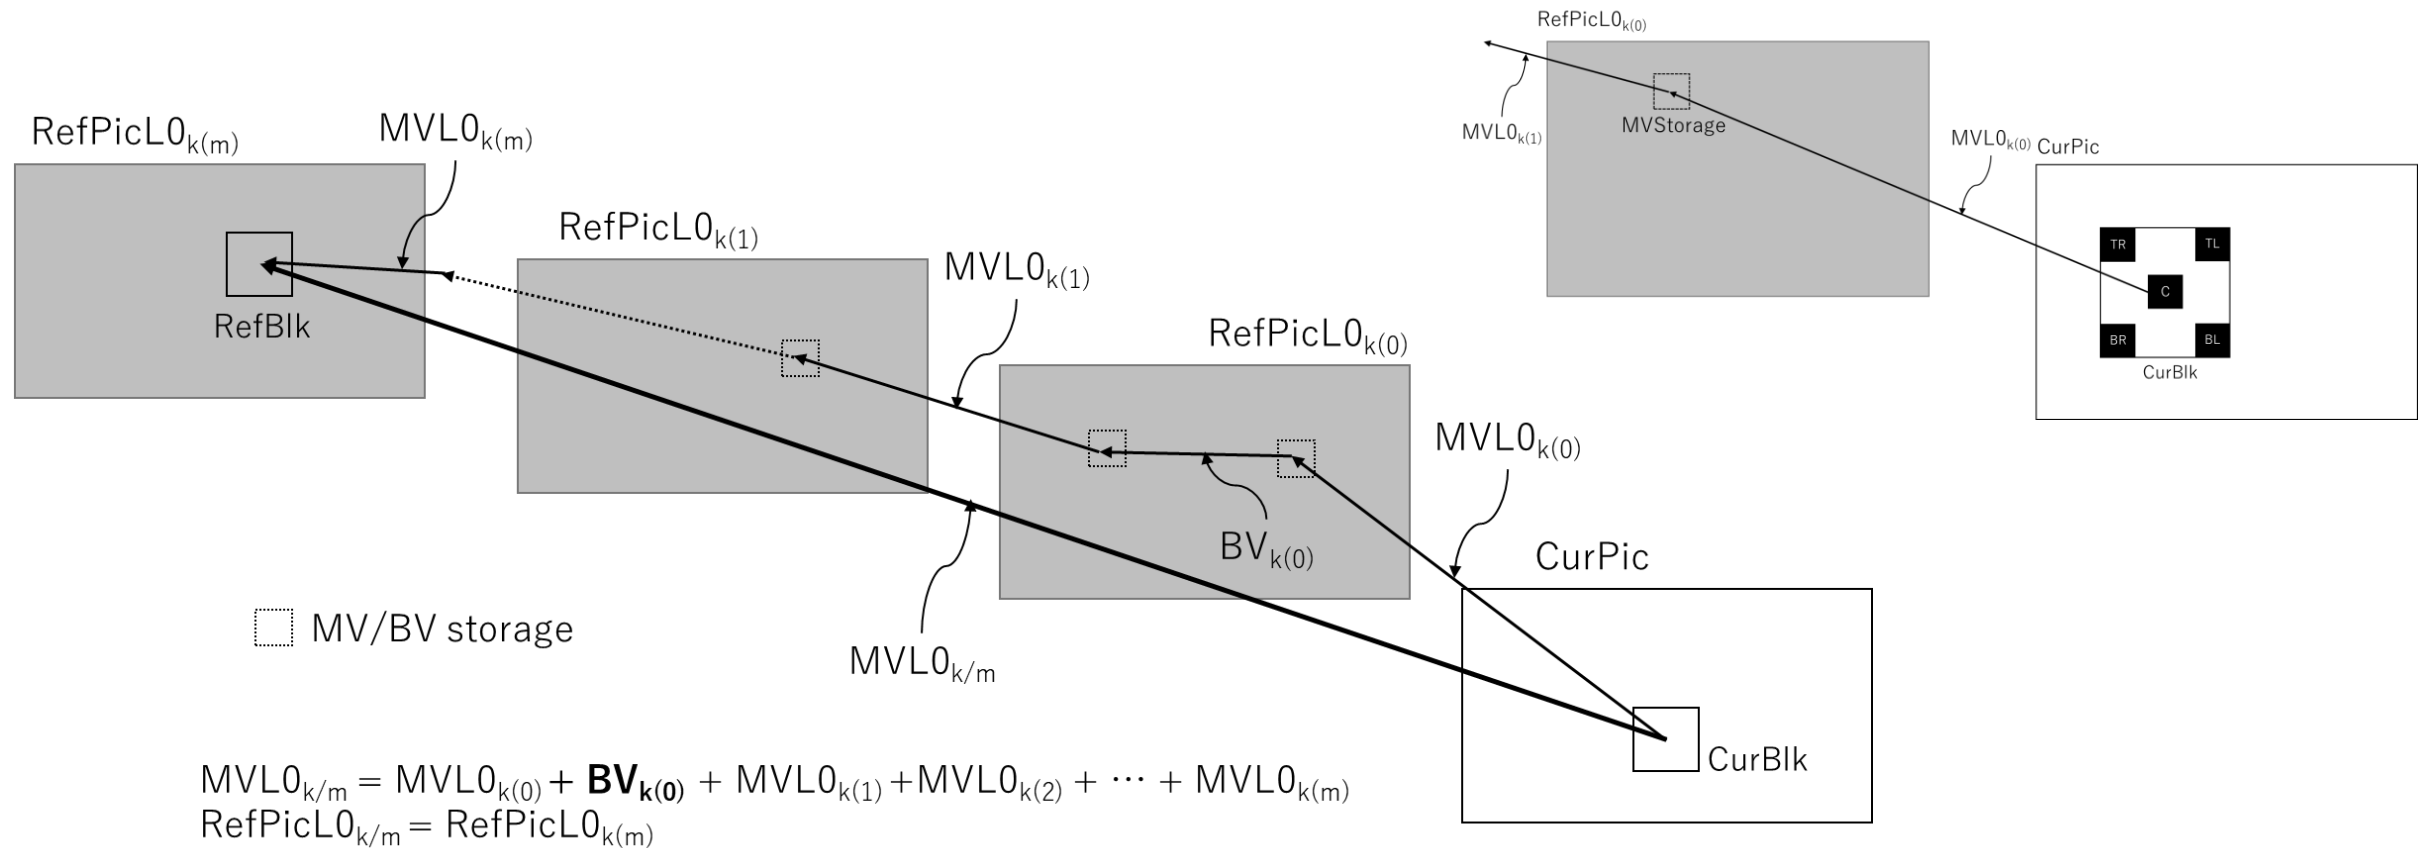 RefPicL0k(0)
MVL0k(1)
MVStorage
MVL0k(0)
CurPic
TR
TL
C
BR
BL
CurBlk
RefPicL0k(m)
MVL0k(m)
RefBlk
RefPicL0k(1)
MVL0k(1)
RefPicL0k(0)
BVk(0)
MVL0k(0)
CurPic
CurBlk
MVL0k/m
MV/BV storage
MVL0k/m = MVL0k(0) + BVk(0) + MVL0k(1) +MVL0k(2) + ⋯ + MVL0k(m)
RefPicL0k/m = RefPicL0k(m)